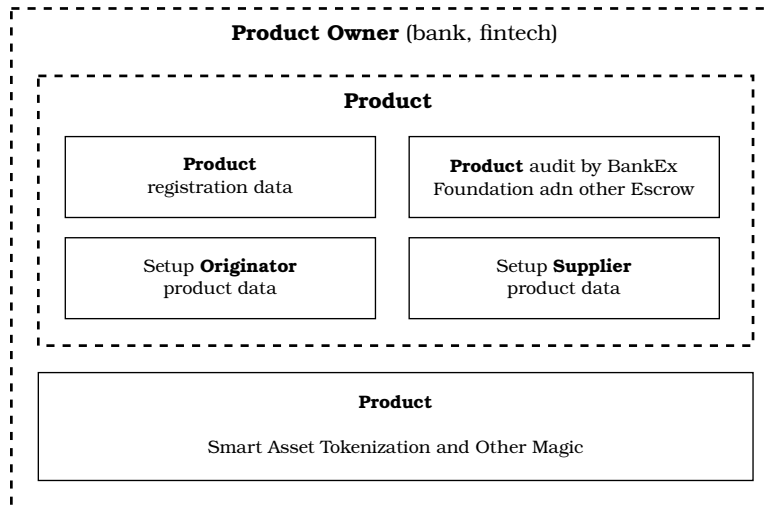 Product Owner (bank, fintech)
Product
Product
registration data
Product audit by BankEx
Foundation adn other Escrow
Setup Originator
product data
Setup Supplier
product data
Product
Smart Asset Tokenization and Other Magic